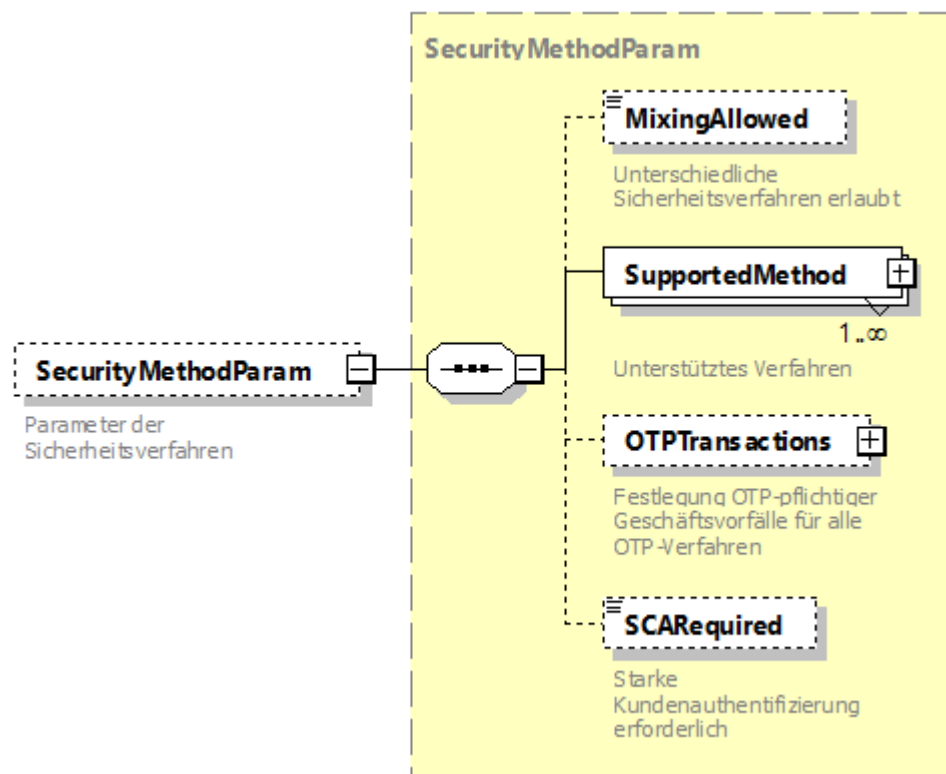 SecurityMethodParam
MixingAllowed
Unterschiedliche
Sicherheitsverfahren erlaubt
SupportedMethod
1..∞
Unterstütztes Verfahren
SecurityMethodParam
Parameter der
Sicherheitsverfahren
OTPTransactions
Festlegung OTP-pflichtiger
Geschäftsvorfälle für alle
OTP-Verfahren
SCARequired
Starke
Kundenauthentifizierung
erforderlich